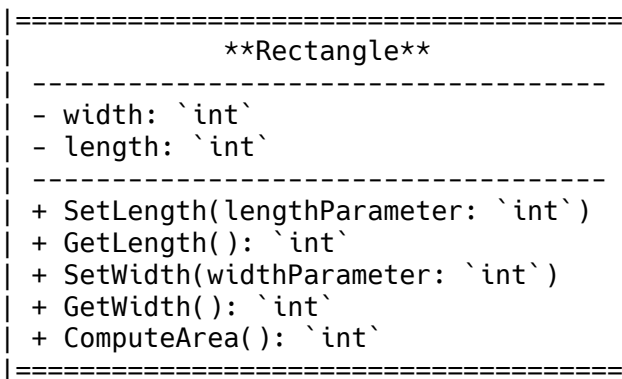 |======================================
|             **Rectangle**
| ------------------------------------
| - width: `int`
| - length: `int`
| ------------------------------------
| + SetLength(lengthParameter: `int`)
| + GetLength(): `int`
| + SetWidth(widthParameter: `int`)
| + GetWidth(): `int`
| + ComputeArea(): `int`
|======================================